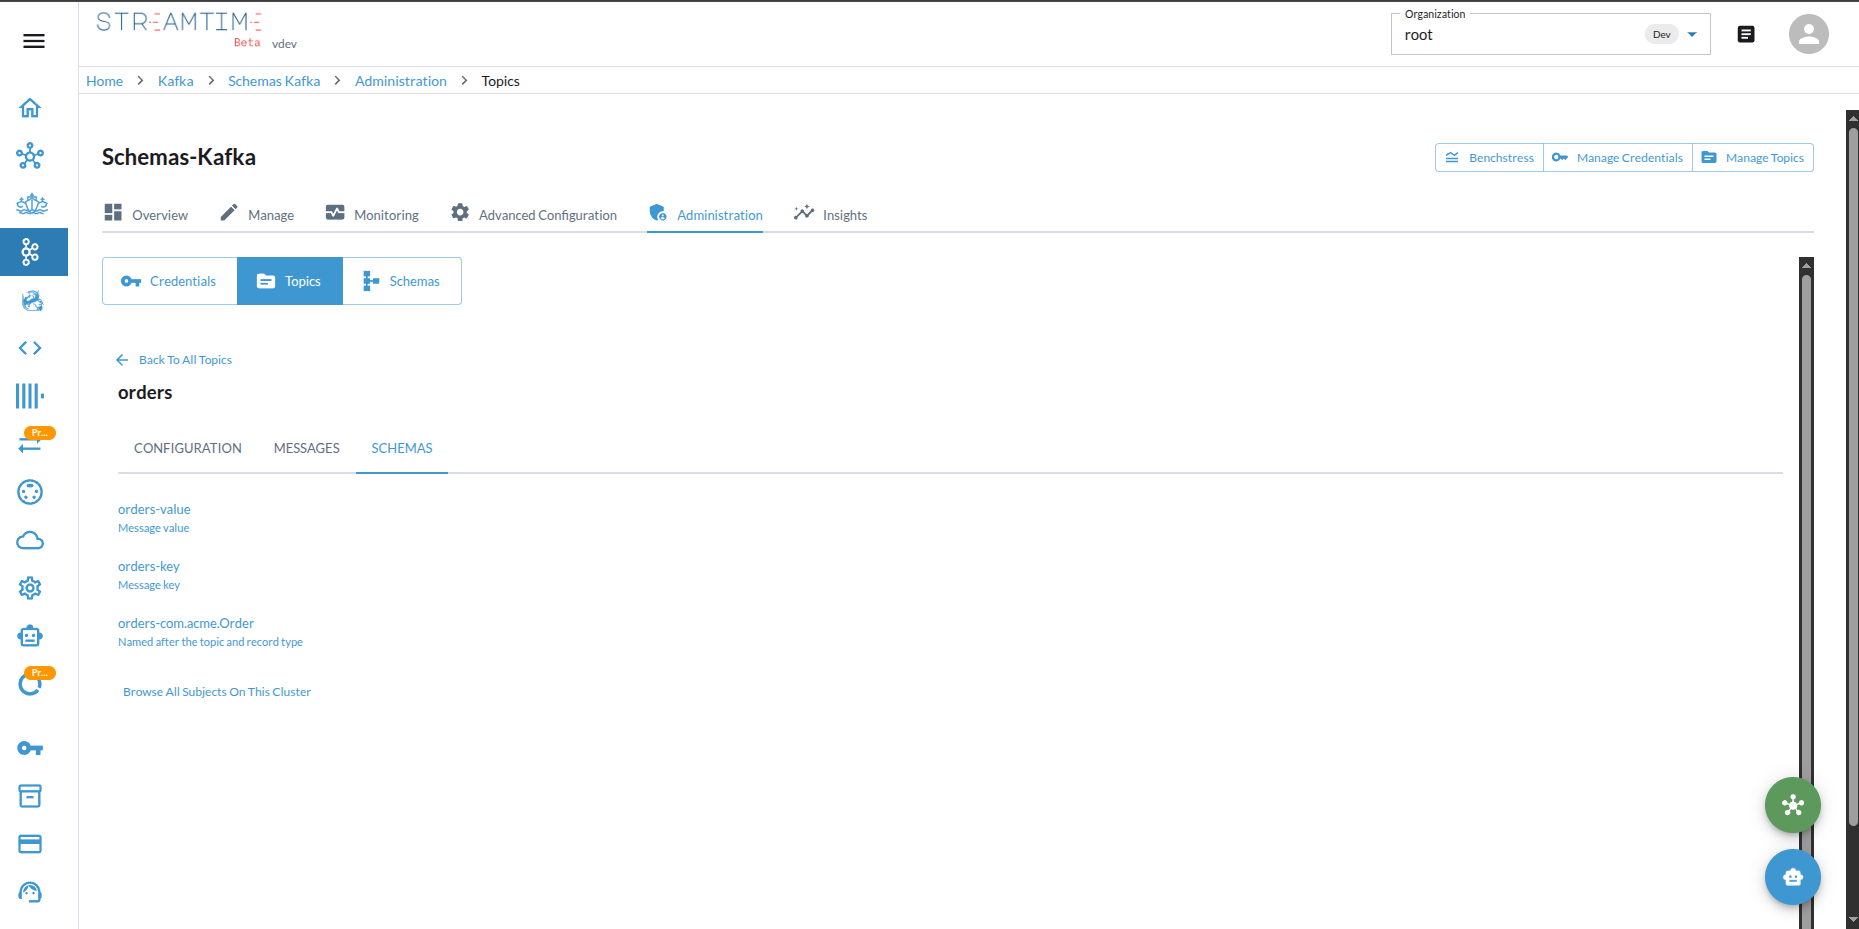 STREAMTIME
Beta vdev
Organization
root Dev
Home > Kafka > Schemas Kafka > Administration > Topics
Schemas-Kafka
Benchstress Manage Credentials Manage Topics
Overview Manage Monitoring Advanced Configuration Administration Insights
Credentials Topics Schemas
Back To All Topics
orders
CONFIGURATION MESSAGES SCHEMAS
Pr...
orders-value
Message value
orders-key
Message key
orders-com.acme.Order
Named after the topic and record type
Pr...
Browse All Subjects On This Cluster